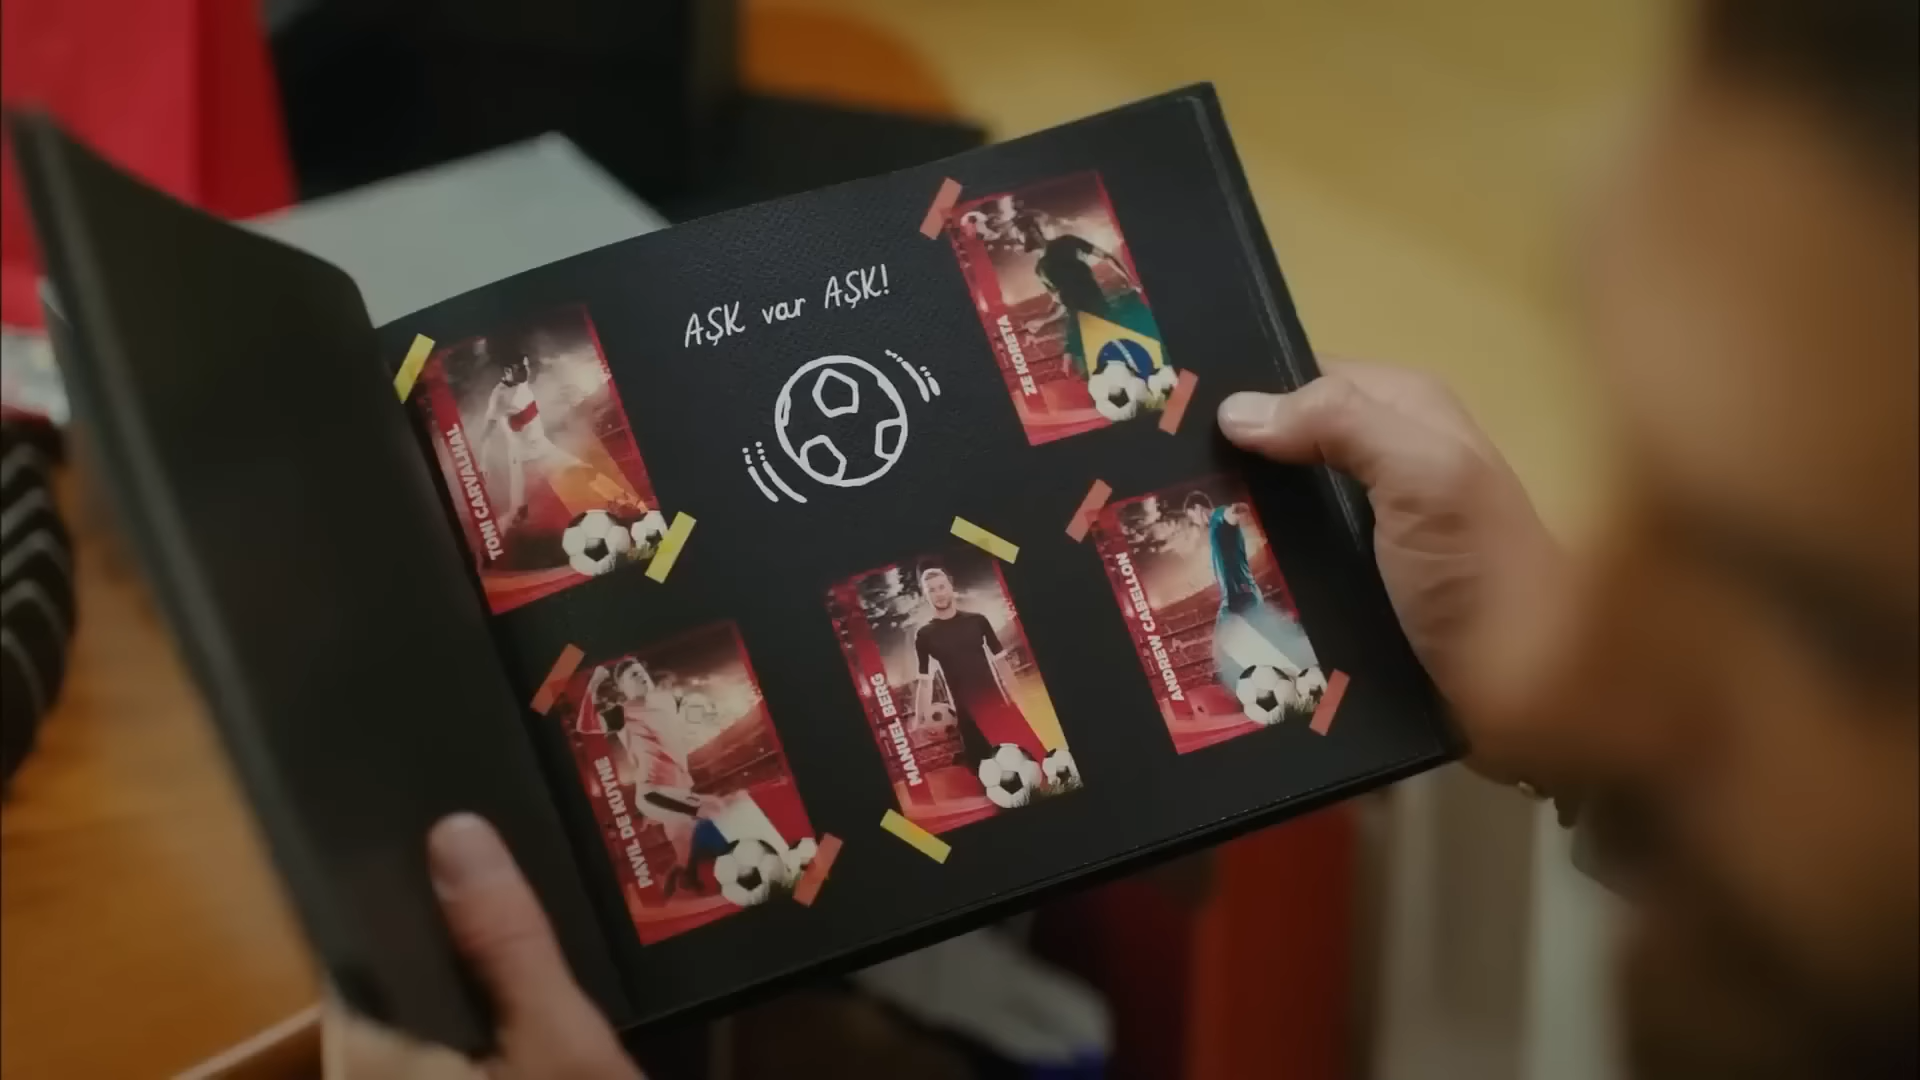 AŞK var AŞK!
TONI CARVALHAL
ZE KORETA
PAVIL DE KUYNE
MANUEL BERG
ANDREW CABELLON